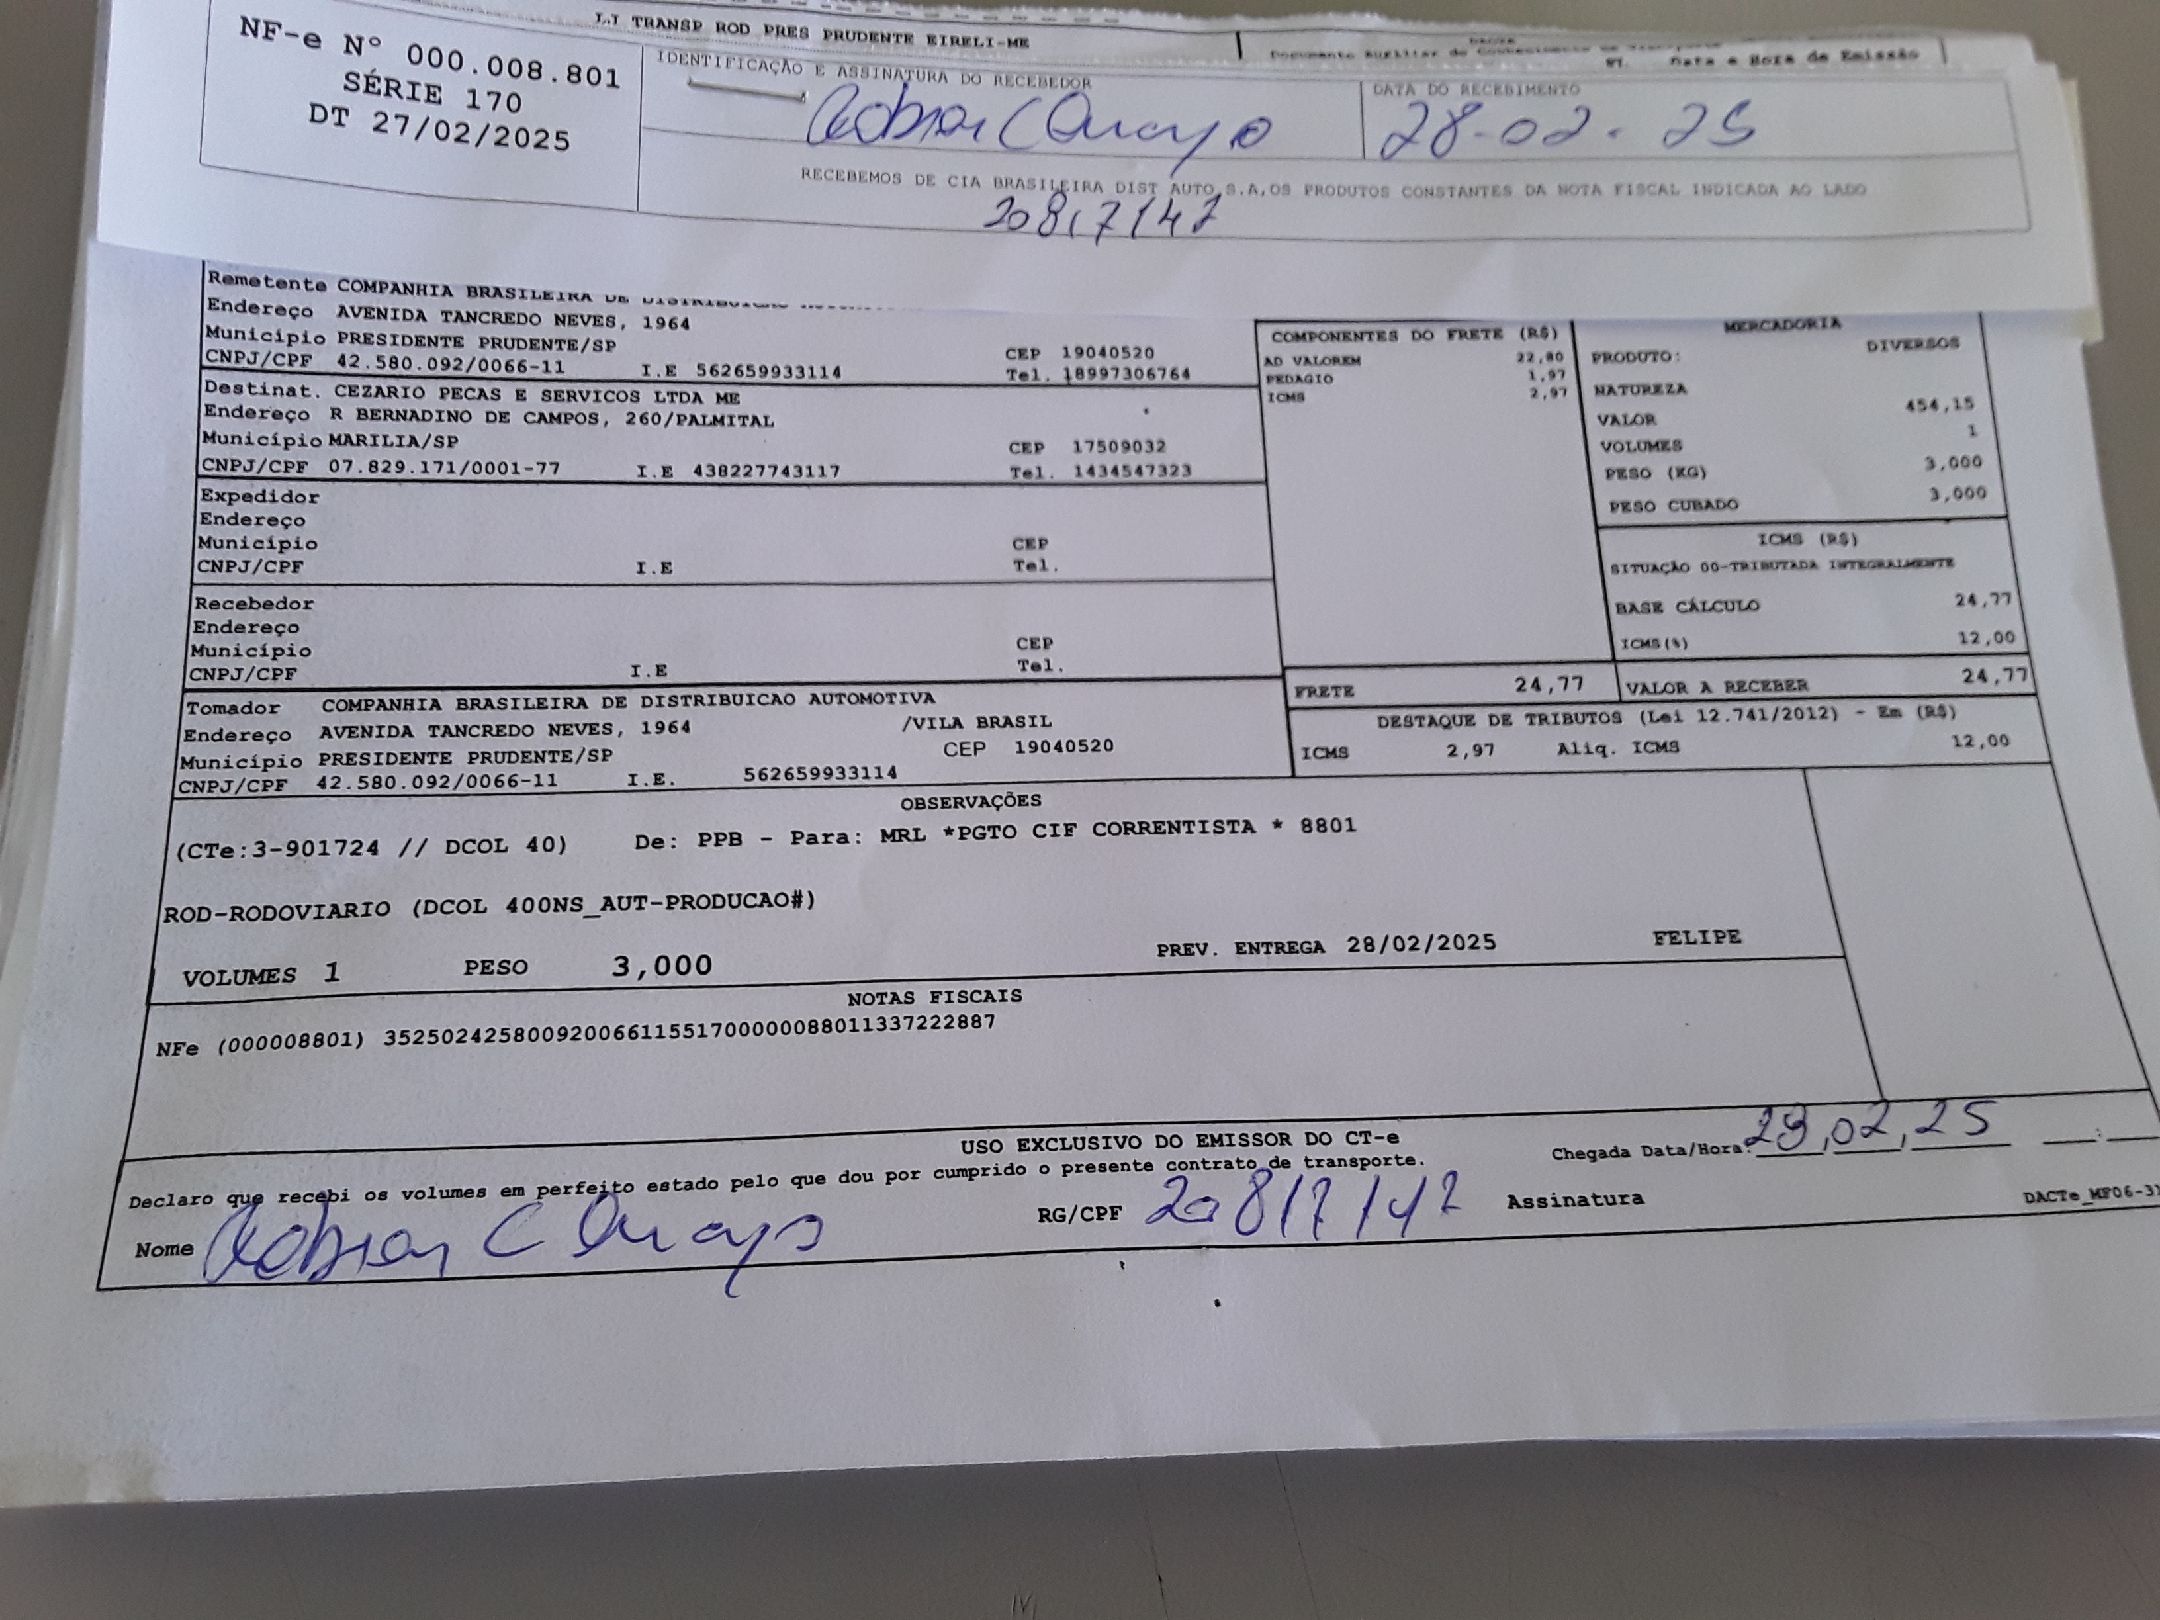 LJ TRANSP ROD PRES PRUDENTE EIRELI-ME
Data e Hora de Emissão
NF-e Nº 000.008.801
SÉRIE 170
DT 27/02/2025
IDENTIFICAÇÃO E ASSINATURA DO RECEBEDOR
DATA DO RECEBIMENTO
28-02-25
RECEBEMOS DE CIA BRASILEIRA DIST AUTO S.A,OS PRODUTOS CONSTANTES DA NOTA FISCAL INDICADA AO LADO
20817147
Remetente COMPANHIA BRASILEIRA DE DISTRIBUICAO
Endereço AVENIDA TANCREDO NEVES, 1964
Município PRESIDENTE PRUDENTE/SP CEP 19040520
CNPJ/CPF 42.580.092/0066-11 I.E 562659933114 Tel. 18997306764
Destinat. CEZARIO PECAS E SERVICOS LTDA ME
Endereço R BERNADINO DE CAMPOS, 260/PALMITAL
Município MARILIA/SP CEP 17509032
CNPJ/CPF 07.829.171/0001-77 I.E 438227743117 Tel. 1434547323
Expedidor
Endereço
Município CEP
CNPJ/CPF I.E Tel.
Recebedor
Endereço
Município CEP
CNPJ/CPF I.E Tel.
Tomador COMPANHIA BRASILEIRA DE DISTRIBUICAO AUTOMOTIVA
Endereço AVENIDA TANCREDO NEVES, 1964 /VILA BRASIL
Município PRESIDENTE PRUDENTE/SP CEP 19040520
CNPJ/CPF 42.580.092/0066-11 I.E. 562659933114
COMPONENTES DO FRETE (R$)
AD VALOREM 22,80
PEDAGIO 1,97
ICMS 2,97
MERCADORIA
PRODUTO: DIVERSOS
NATUREZA
VALOR 454,15
VOLUMES 1
PESO (KG) 3,000
PESO CUBADO 3,000
ICMS (R$)
SITUAÇÃO 00-TRIBUTADA INTEGRALMENTE
BASE CÁLCULO 24,77
ICMS(%) 12,00
FRETE 24,77 VALOR A RECEBER 24,77
DESTAQUE DE TRIBUTOS (Lei 12.741/2012) - Em (R$)
ICMS 2,97 Aliq. ICMS 12,00
OBSERVAÇÕES
(CTe:3-901724 // DCOL 40) De: PPB - Para: MRL *PGTO CIF CORRENTISTA * 8801
ROD-RODOVIARIO (DCOL 400NS_AUT-PRODUCAO#)
VOLUMES 1 PESO 3,000 PREV. ENTREGA 28/02/2025 FELIPE
NOTAS FISCAIS
NFe (000008801) 35250242580092006611551700000088011337222887
USO EXCLUSIVO DO EMISSOR DO CT-e
Chegada Data/Hora: 28,02,25 __:__
Declaro que recebi os volumes em perfeito estado pelo que dou por cumprido o presente contrato de transporte.
Nome RG/CPF 20817147 Assinatura
DACTe_MF06-31